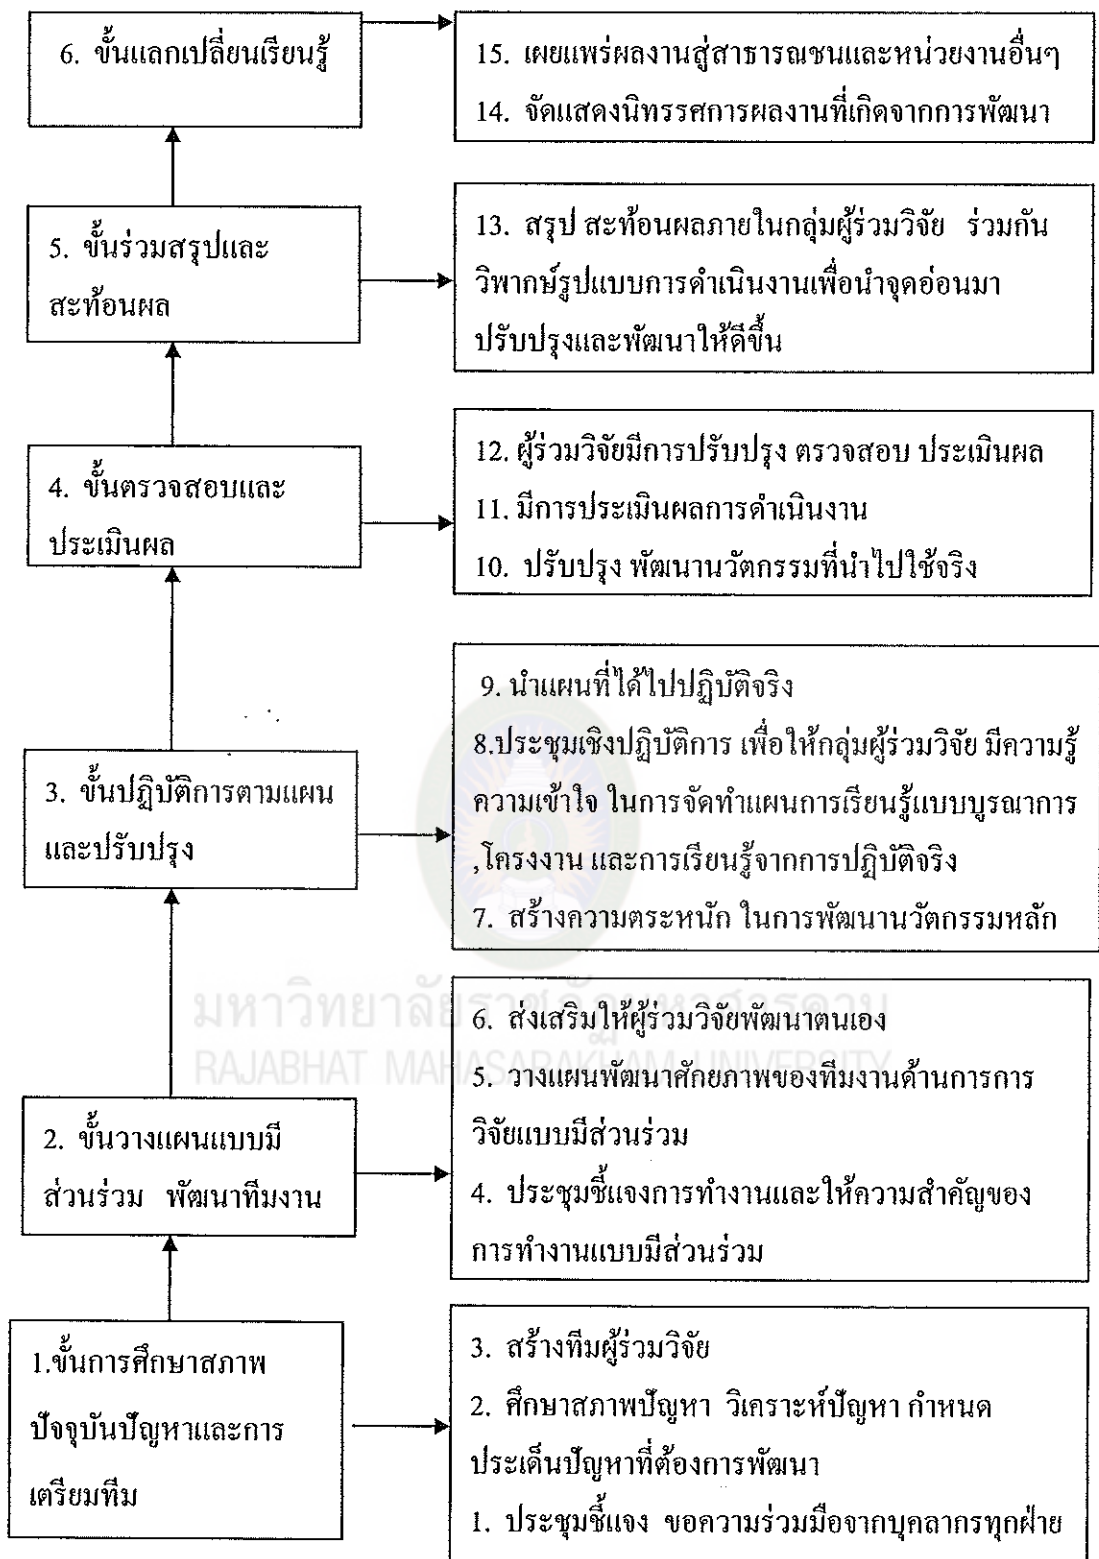 6. ขั้นแลกเปลี่ยนเรียนรู้
15. เผยแพร่ผลงานสู่สาธารณชนและหน่วยงานอื่นๆ
14. จัดแสดงนิทรรศการผลงานที่เกิดจากการพัฒนา
5. ขั้นร่วมสรุปและ
สะท้อนผล
13. สรุป สะท้อนผลภายในกลุ่มผู้ร่วมวิจัย ร่วมกัน
วิพากษ์รูปแบบการดำเนินงานเพื่อนำจุดอ่อนมา
ปรับปรุงและพัฒนาให้ดีขึ้น
4. ขั้นตรวจสอบและ
ประเมินผล
12. ผู้ร่วมวิจัยมีการปรับปรุง ตรวจสอบ ประเมินผล
11. มีการประเมินผลการดำเนินงาน
10. ปรับปรุง พัฒนานวัตกรรมที่นำไปใช้จริง
3. ขั้นปฏิบัติการตามแผน
และปรับปรุง
9. นำแผนที่ได้ไปปฏิบัติจริง
8.ประชุมเชิงปฏิบัติการ เพื่อให้กลุ่มผู้ร่วมวิจัย มีความรู้
ความเข้าใจ ในการจัดทำแผนการเรียนรู้แบบบูรณาการ
,โครงงาน และการเรียนรู้จากการปฏิบัติจริง
7. สร้างความตระหนัก ในการพัฒนานวัตกรรมหลัก
มหาวิทยาลัยราชภัฏมหาสารคาม
RAJABHAT MAHASARAKHAM UNIVERSITY
2. ขั้นวางแผนแบบมี
ส่วนร่วม พัฒนาทีมงาน
6. ส่งเสริมให้ผู้ร่วมวิจัยพัฒนาตนเอง
5. วางแผนพัฒนาศักยภาพของทีมงานด้านการการ
วิจัยแบบมีส่วนร่วม
4. ประชุมชี้แจงการทำงานและให้ความสำคัญของ
การทำงานแบบมีส่วนร่วม
1.ขั้นการศึกษาสภาพ
ปัจจุบันปัญหาและการ
เตรียมทีม
3. สร้างทีมผู้ร่วมวิจัย
2. ศึกษาสภาพปัญหา วิเคราะห์ปัญหา กำหนด
ประเด็นปัญหาที่ต้องการพัฒนา
1. ประชุมชี้แจง ขอความร่วมมือจากบุคลากรทุกฝ่าย